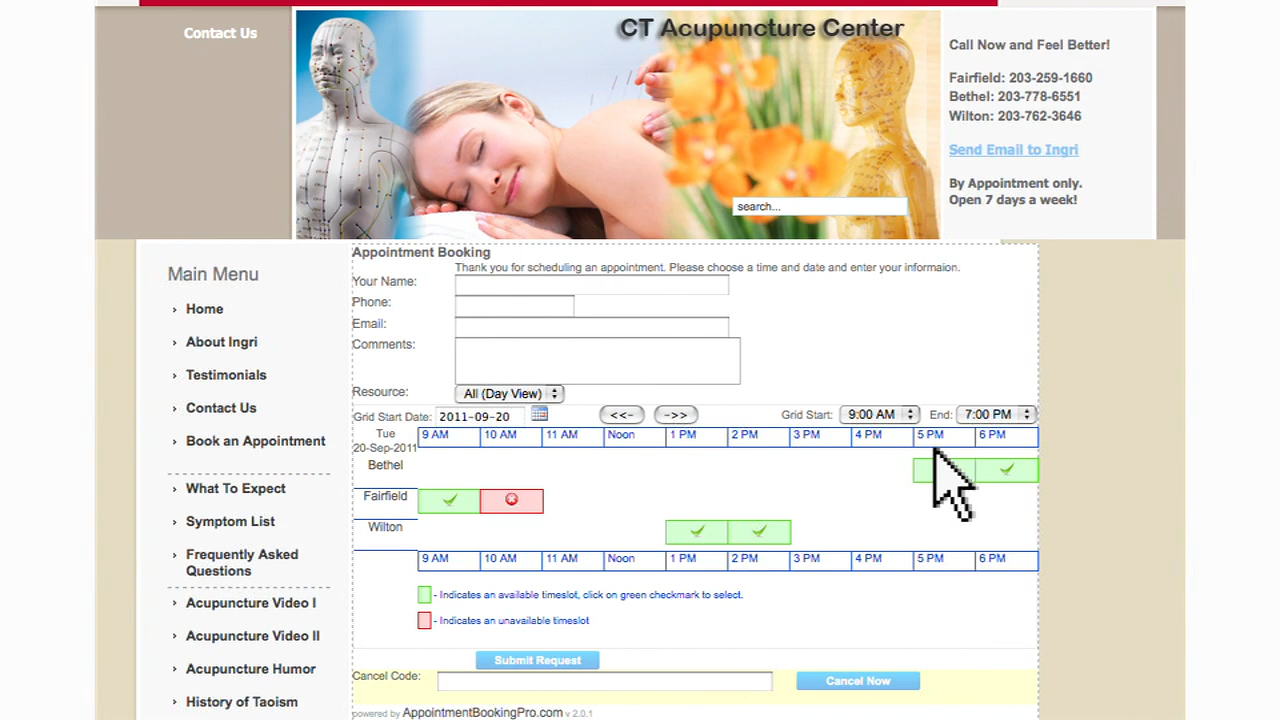 Contact Us
CT Acupuncture Center
search...
Call Now and Feel Better!
Fairfield: 203-259-1660
Bethel: 203-778-6551
Wilton: 203-762-3646
Send Email to Ingri
By Appointment only.
Open 7 days a week!
Main Menu
Home
About Ingri
Testimonials
Contact Us
Book an Appointment
What To Expect
Symptom List
Frequently Asked
Questions
Acupuncture Video I
Acupuncture Video II
Acupuncture Humor
History of Taoism
Appointment Booking
Thank you for scheduling an appointment. Please choose a time and date and enter your informaion.
Your Name:
Phone:
Email:
Comments:
Resource: All (Day View)
Grid Start Date: 2011-09-20 <<- ->> Grid Start: 9:00 AM End: 7:00 PM
Tue 9 AM 10 AM 11 AM Noon 1 PM 2 PM 3 PM 4 PM 5 PM 6 PM
20-Sep-2011
Bethel
Fairfield
Wilton
9 AM 10 AM 11 AM Noon 1 PM 2 PM 3 PM 4 PM 5 PM 6 PM
- Indicates an available timeslot, click on green checkmark to select.
- Indicates an unavailable timeslot
Submit Request
Cancel Code: Cancel Now
powered by AppointmentBookingPro.com v 2.0.1